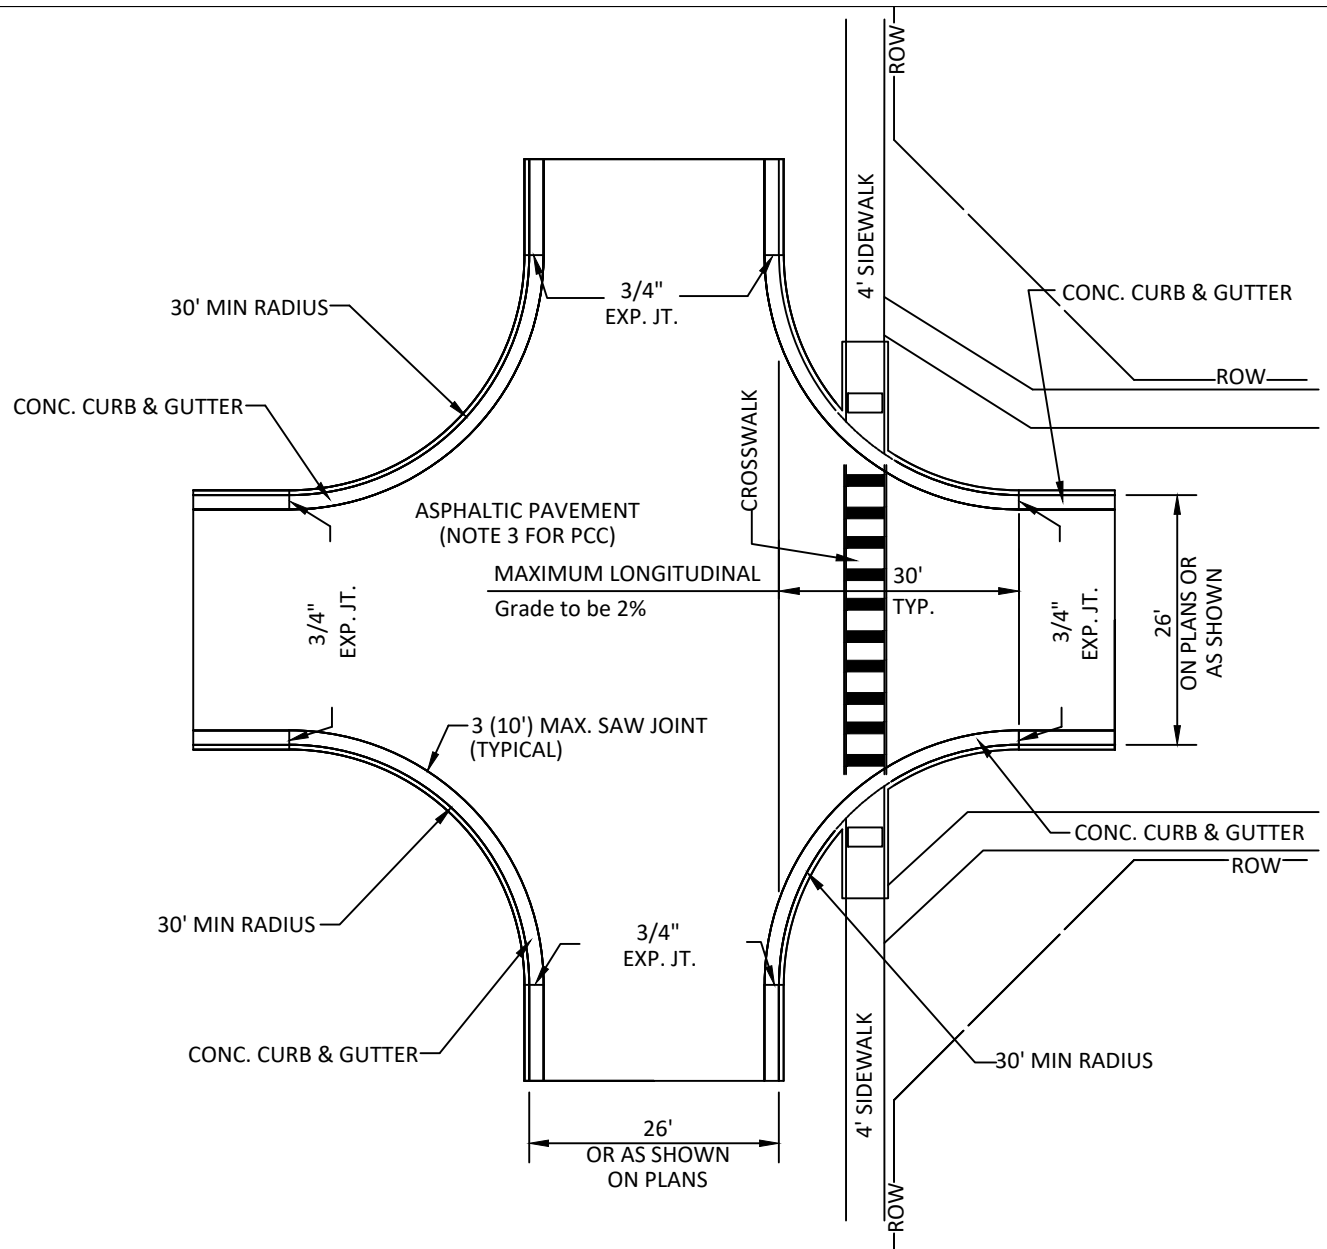 ROW
4' SIDEWALK
CONC. CURB & GUTTER
3/4"
EXP. JT.
30' MIN RADIUS
ROW
CONC. CURB & GUTTER
CROSSWALK
ASPHALTIC PAVEMENT
(NOTE 3 FOR PCC)
MAXIMUM LONGITUDINAL
Grade to be 2%
30'
TYP.
3/4"
EXP. JT.
3/4"
EXP. JT.
26'
ON PLANS OR
AS SHOWN
3 (10') MAX. SAW JOINT
(TYPICAL)
CONC. CURB & GUTTER
ROW
30' MIN RADIUS
3/4"
EXP. JT.
CONC. CURB & GUTTER
30' MIN RADIUS
4' SIDEWALK
26'
OR AS SHOWN
ON PLANS
ROW